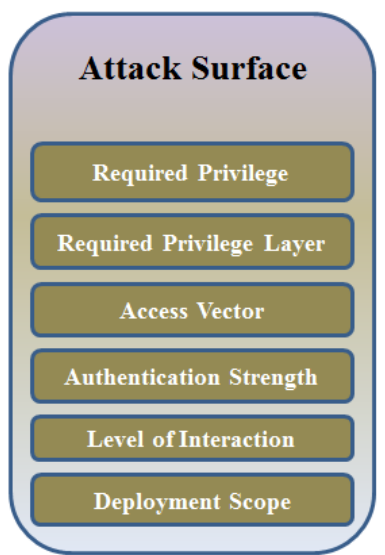 Attack Surface
Required Privilege
Required Privilege Layer
Access Vector
Authentication Strength
Level of Interaction
Deployment Scope